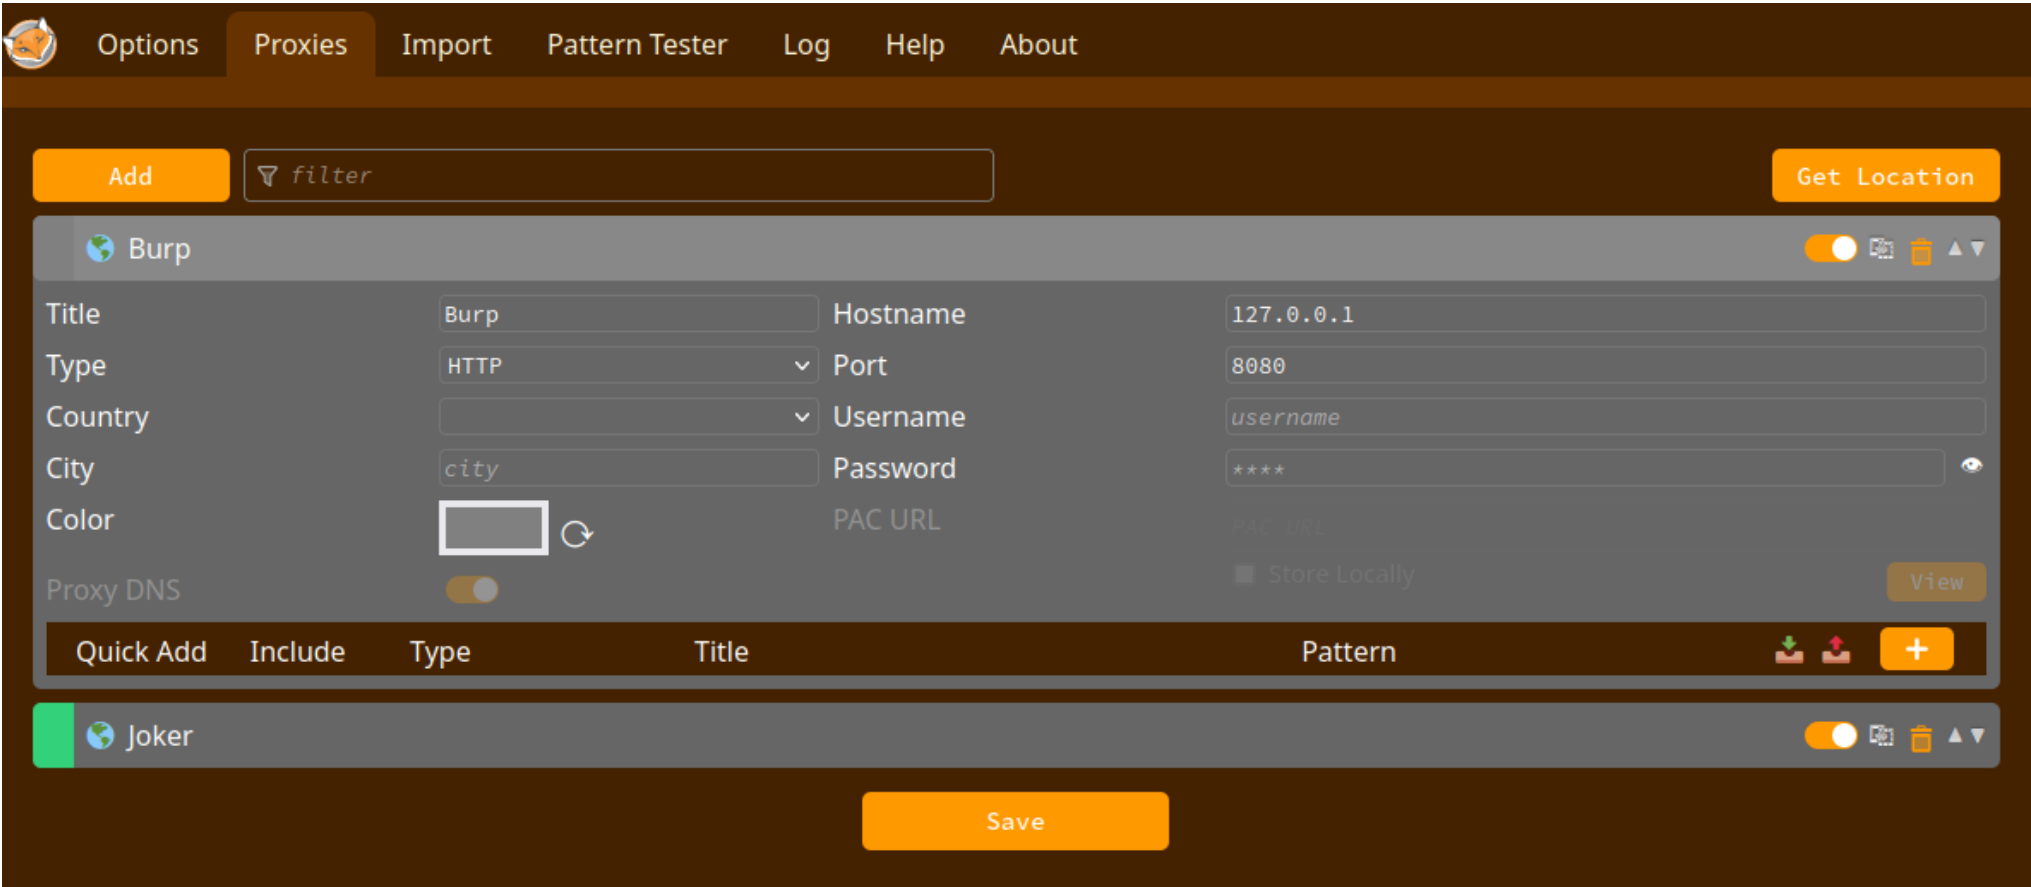 Options Proxies Import Pattern Tester Log Help About
Add filter Get Location
Burp
Title Burp Hostname 127.0.0.1
Type HTTP Port 8080
Country Username username
City city Password ****
Color PAC URL PAC URL
Proxy DNS Store Locally View
Quick Add Include Type Title Pattern +
Joker
Save